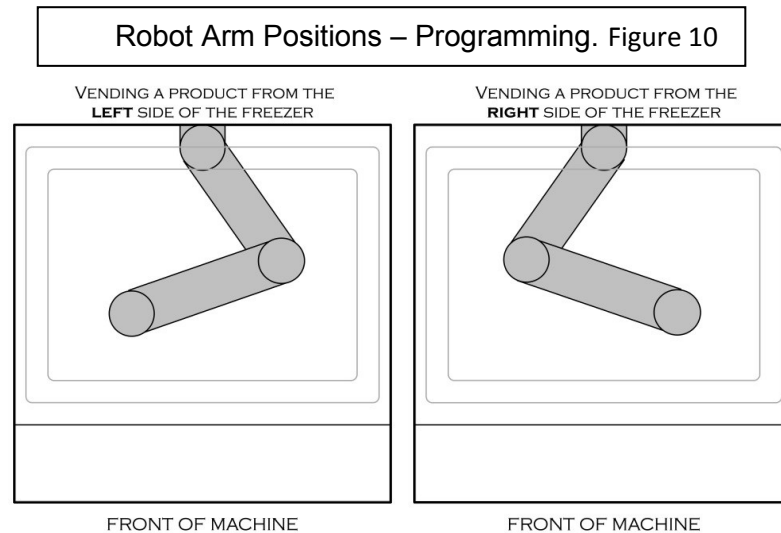 Robot Arm Positions – Programming. Figure 10
VENDING A PRODUCT FROM THE
LEFT SIDE OF THE FREEZER
VENDING A PRODUCT FROM THE
RIGHT SIDE OF THE FREEZER
FRONT OF MACHINE
FRONT OF MACHINE